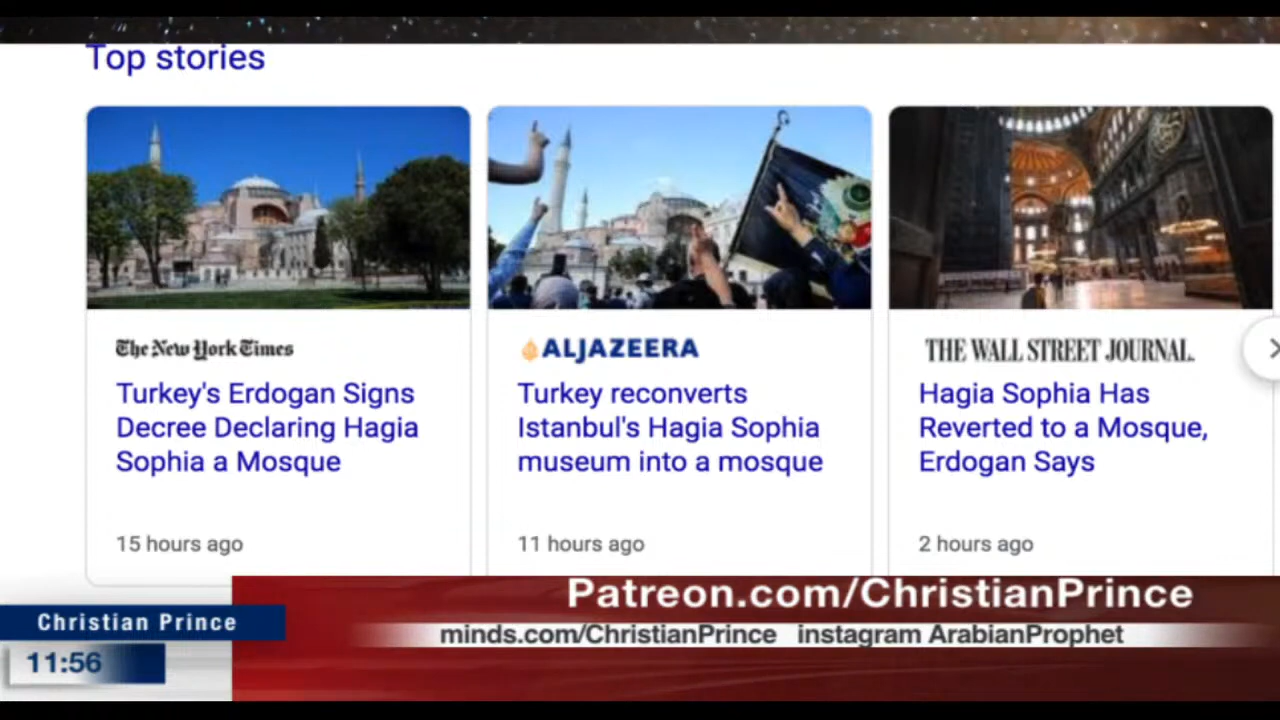 Top stories
The New York Times
Turkey's Erdogan Signs
Decree Declaring Hagia
Sophia a Mosque
15 hours ago
ALJAZEERA
Turkey reconverts
Istanbul's Hagia Sophia
museum into a mosque
11 hours ago
THE WALL STREET JOURNAL.
Hagia Sophia Has
Reverted to a Mosque,
Erdogan Says
2 hours ago
Patreon.com/ChristianPrince
Christian Prince
minds.com/ChristianPrince instagram ArabianProphet
11:56